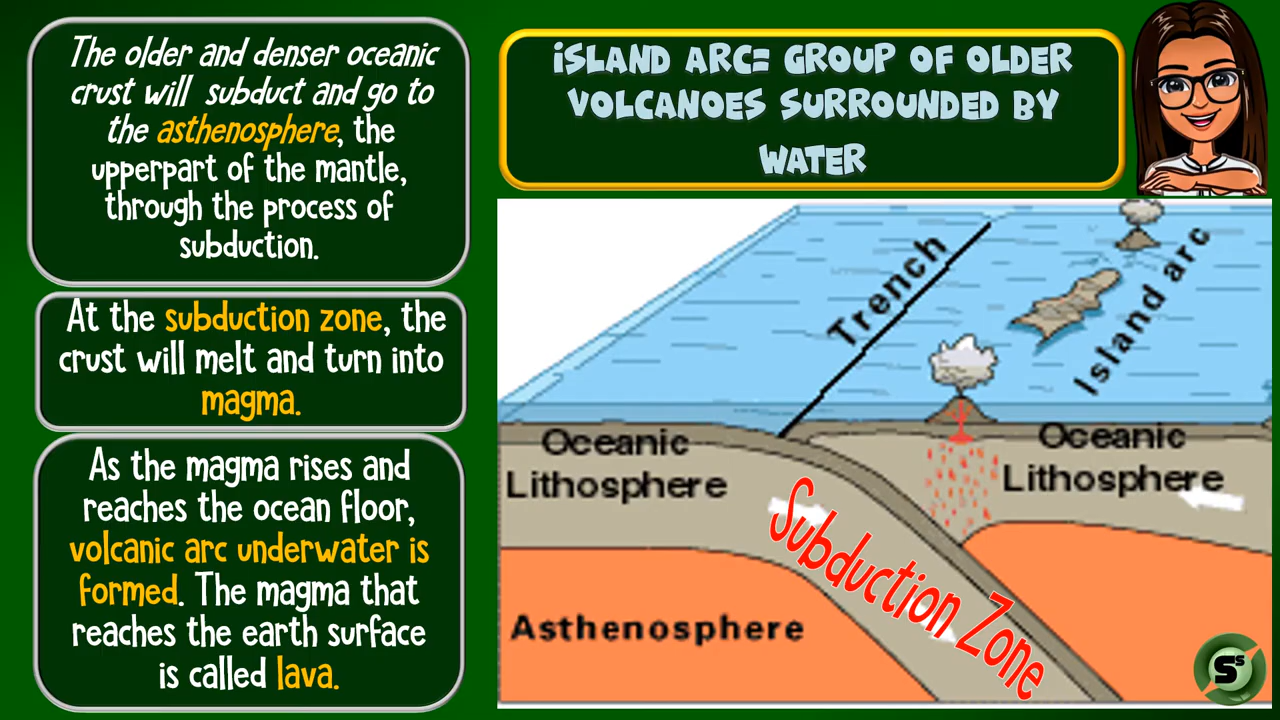 The older and denser oceanic
crust will subduct and go to
the asthenosphere, the
upperpart of the mantle,
through the process of
subduction.
At the subduction zone, the
crust will melt and turn into
magma.
As the magma rises and
reaches the ocean floor,
volcanic arc underwater is
formed. The magma that
reaches the earth surface
is called lava.
iSLAND ARC= GROUP OF OLDER
VOLCANOES SURROUNDED BY
WATER
Trench
Island arc
Oceanic
Lithosphere
Oceanic
Lithosphere
Subduction Zone
Asthenosphere
Ss